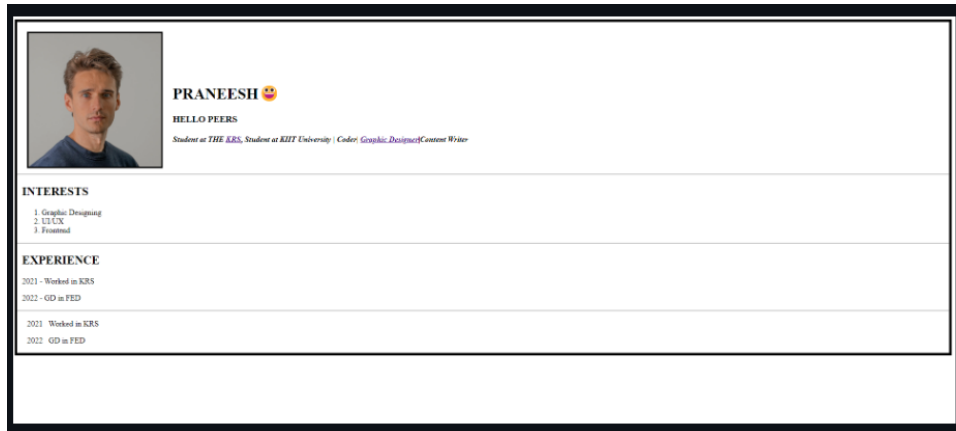 PRANEESH 😃
HELLO PEERS
Student at THE KRS, Student at KIIT University | Coder| Graphic Designer|Content Writer
INTERESTS
1. Graphic Designing
2. UI/UX
3. Frontend
EXPERIENCE
2021 - Worked in KRS
2022 - GD in FED
2021 Worked in KRS
2022 GD in FED